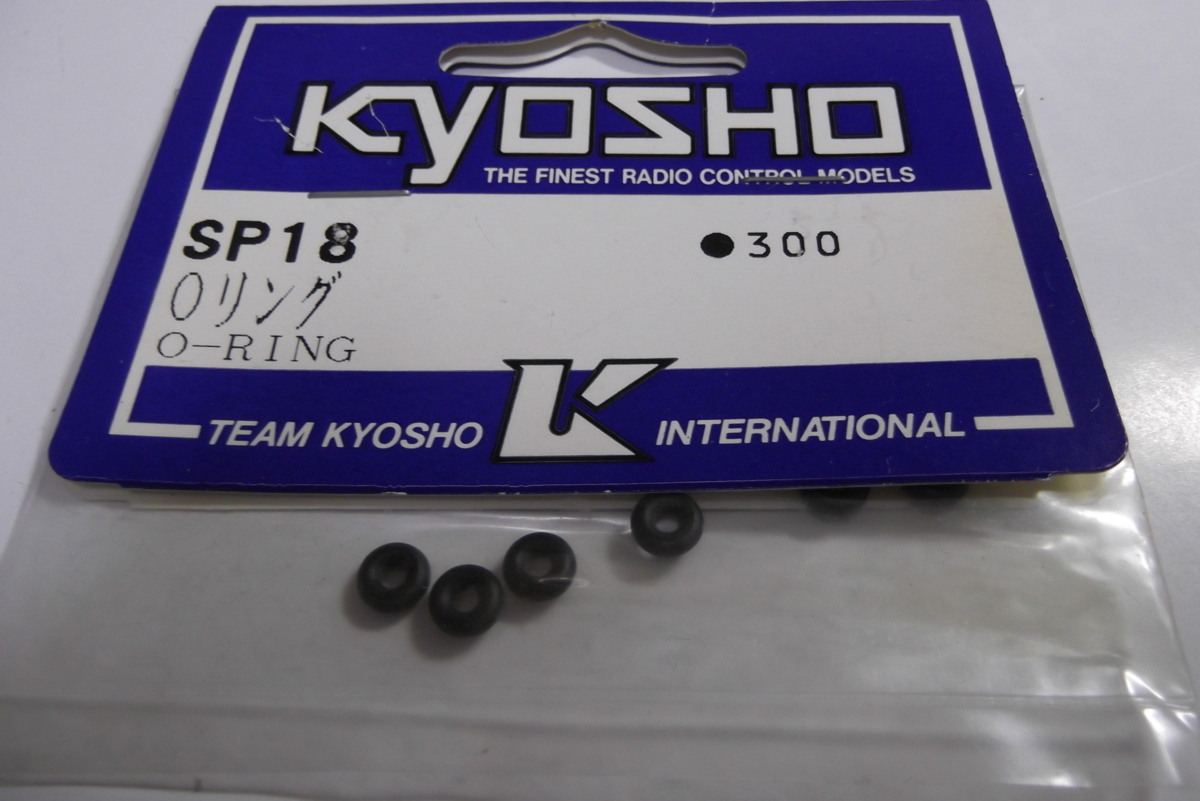 KYOSHO
THE FINEST RADIO CONTROL MODELS
SP18
●300
Oリング
O-RING
TEAM KYOSHO K INTERNATIONAL